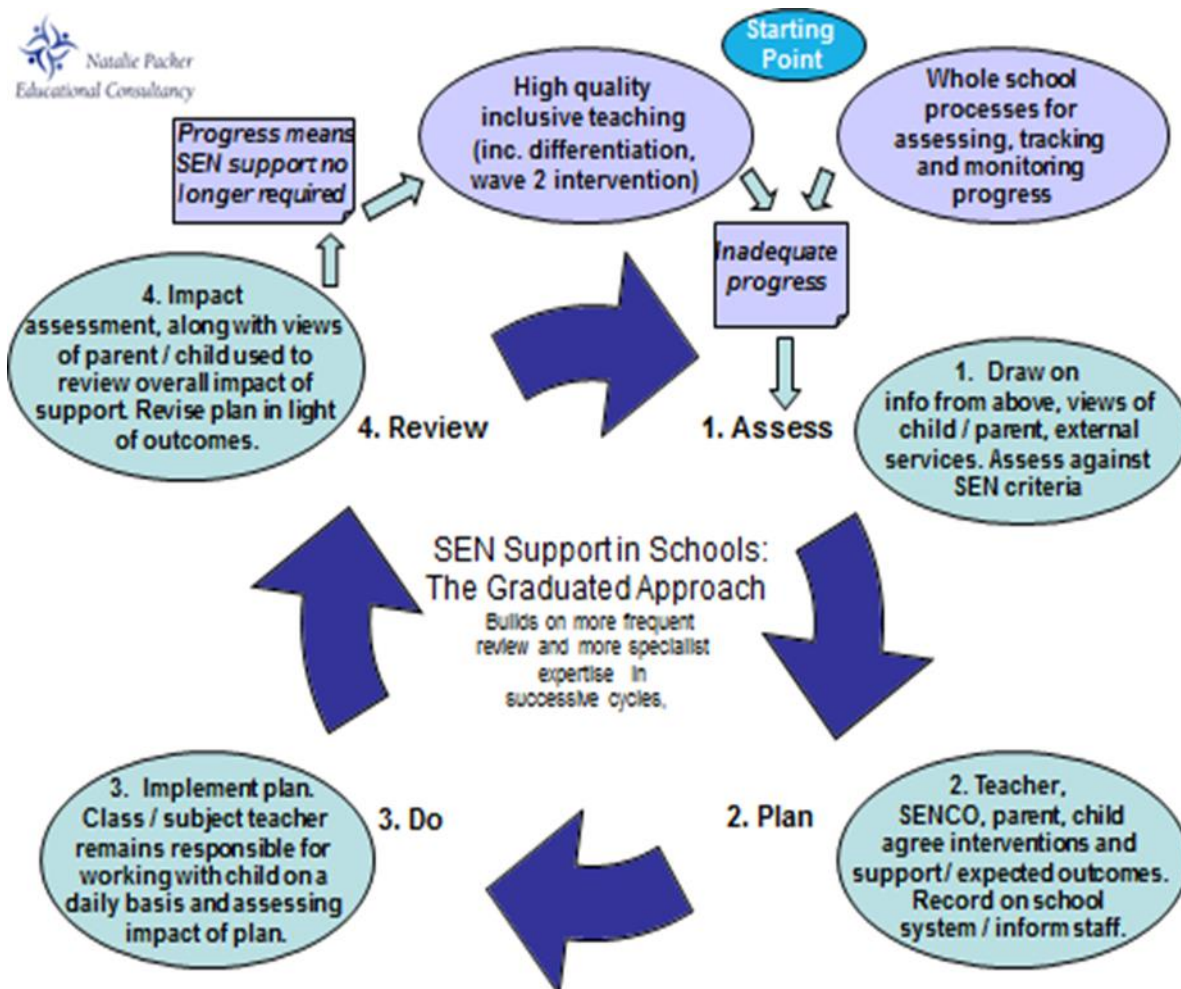 Natalie Packer
Educational Consultancy
Starting
Point
High quality
inclusive teaching
(inc. differentiation,
wave 2 intervention)
Whole school
processes for
assessing, tracking
and monitoring
progress
Progress means
SEN support no
longer required
Inadequate
progress
4. Impact
assessment, along with views
of parent / child used to
review overall impact of
support. Revise plan in light
of outcomes.
4. Review
1. Assess
1. Draw on
info from above, views of
child / parent, external
services. Assess against
SEN criteria
SEN Support in Schools:
The Graduated Approach
Builds on more frequent
review and more specialist
expertise in
successive cycles,
3. Implement plan.
Class / subject teacher
remains responsible for
working with child on a
daily basis and assessing
impact of plan.
3. Do
2. Plan
2. Teacher,
SENCO, parent, child
agree interventions and
support / expected outcomes.
Record on school
system / inform staff.